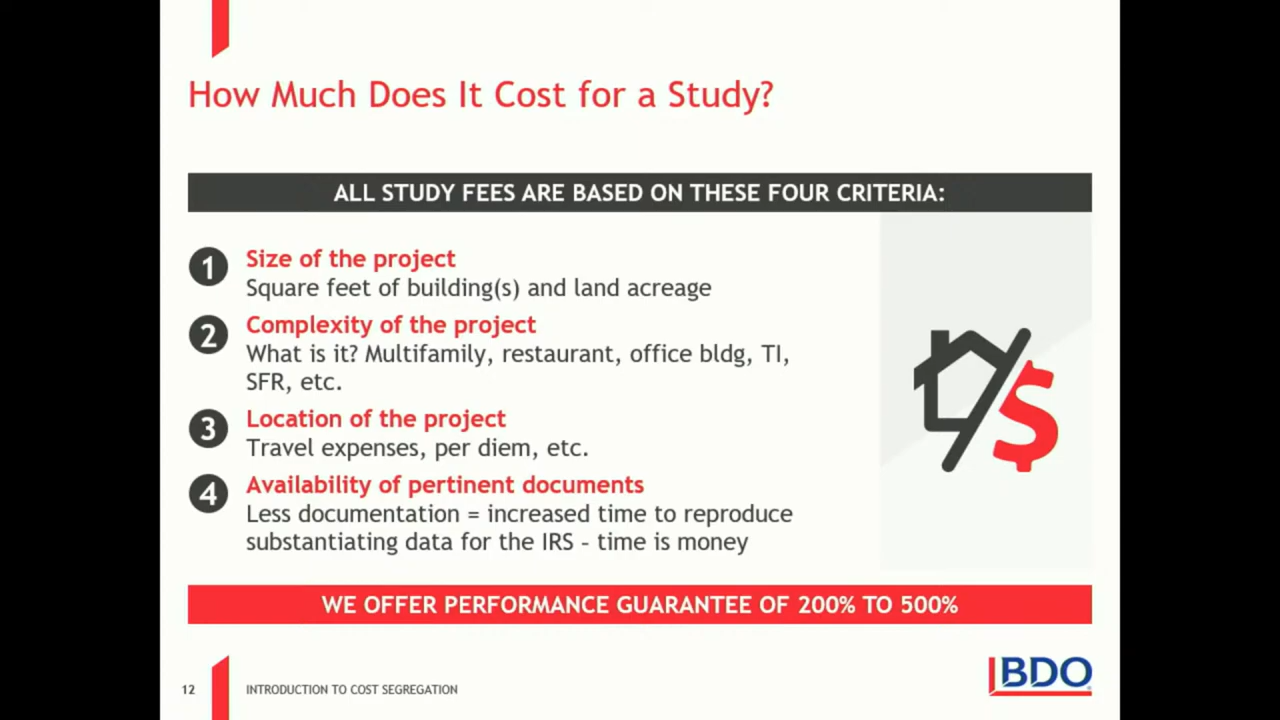 How Much Does It Cost for a Study?
ALL STUDY FEES ARE BASED ON THESE FOUR CRITERIA:
1 Size of the project
Square feet of building(s) and land acreage
2 Complexity of the project
What is it? Multifamily, restaurant, office bldg, TI,
SFR, etc.
3 Location of the project
Travel expenses, per diem, etc.
4 Availability of pertinent documents
Less documentation = increased time to reproduce
substantiating data for the IRS – time is money
$
WE OFFER PERFORMANCE GUARANTEE OF 200% TO 500%
12 INTRODUCTION TO COST SEGREGATION
BDO